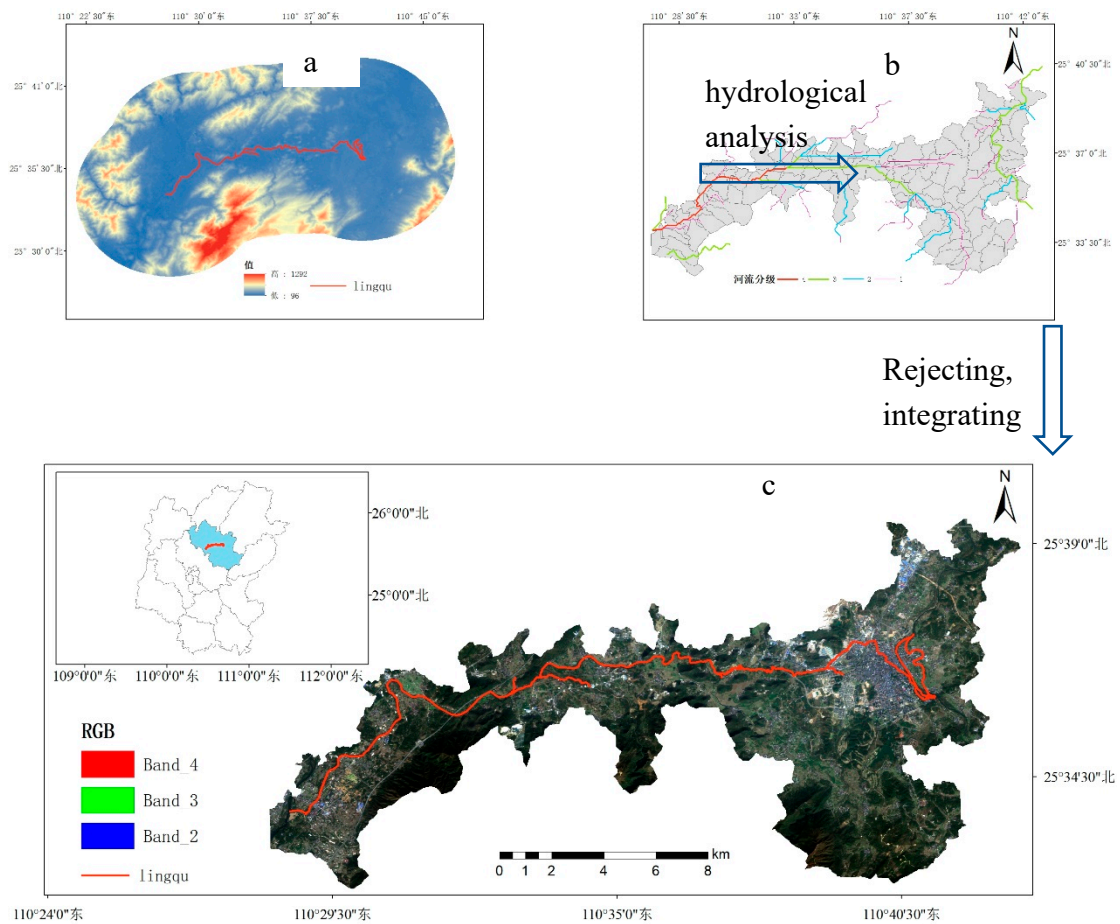 110° 22'30"东 110° 30'0"东 110° 37'30"东 110° 45'0"东
a
25° 41'0"北
25° 35'30"北
25° 30'0"北
值
高 : 1292
低 : 96
lingqu
110° 28'30"东 110° 33'0"东 110° 37'30"东 110° 42'0"东
N
b
25° 40'30"北
25° 37'0"北
25° 33'30"北
hydrological
analysis
河流分级 4 3 2 1
Rejecting,
integrating
c
N
26°0'0"北
25°0'0"北
109°0'0"东 110°0'0"东 111°0'0"东 112°0'0"东
25°39'0"北
25°34'30"北
RGB
Band_4
Band 3
Band_2
lingqu
km
0 1 2 4 6 8
110°24'0"东 110°29'30"东 110°35'0"东 110°40'30"东